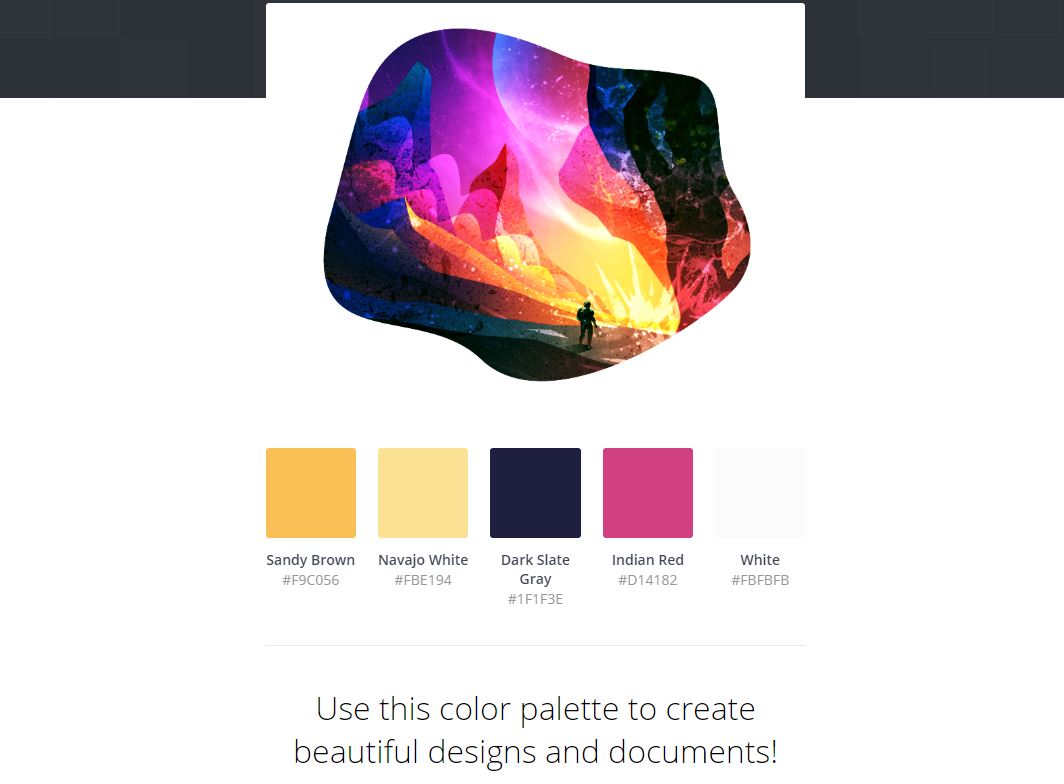 Sandy Brown
#F9C056
Navajo White
#FBE194
Dark Slate
Gray
#1F1F3E
Indian Red
#D14182
White
#FBFBFB
Use this color palette to create
beautiful designs and documents!